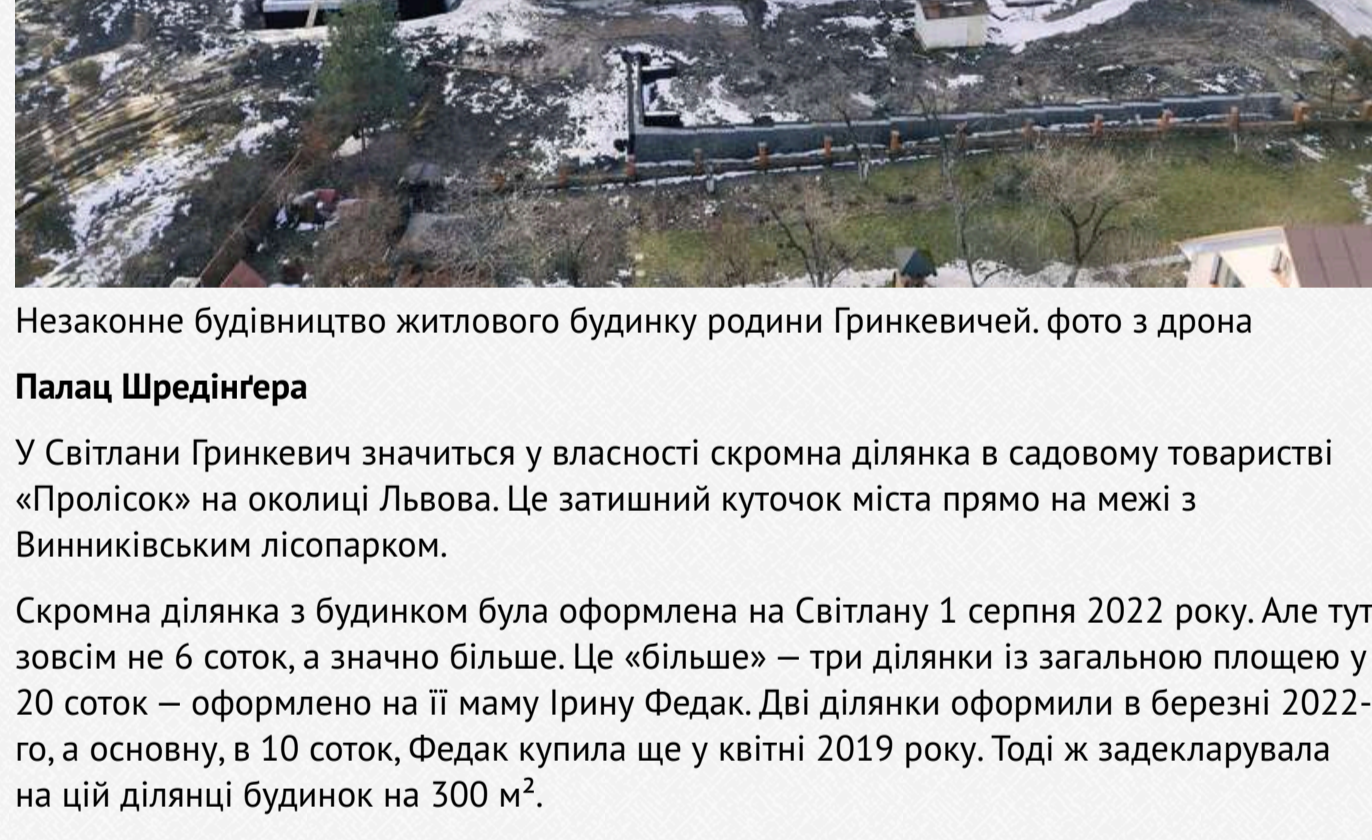 Незаконне будівництво житлового будинку родини Гринкевичей. фото з дрона
Палац Шредінґера
У Світлани Гринкевич значиться у власності скромна ділянка в садовому товаристві
«Пролісок» на околиці Львова. Це затишний куточок міста прямо на межі з
Винниківським лісопарком.
Скромна ділянка з будинком була оформлена на Світлану 1 серпня 2022 року. Але тут
зовсім не 6 соток, а значно більше. Це «більше» — три ділянки із загальною площею у
20 соток — оформлено на її маму Ірину Федак. Дві ділянки оформили в березні 2022-
го, а основну, в 10 соток, Федак купила ще у квітні 2019 року. Тоді ж задекларувала
на цій ділянці будинок на 300 м².